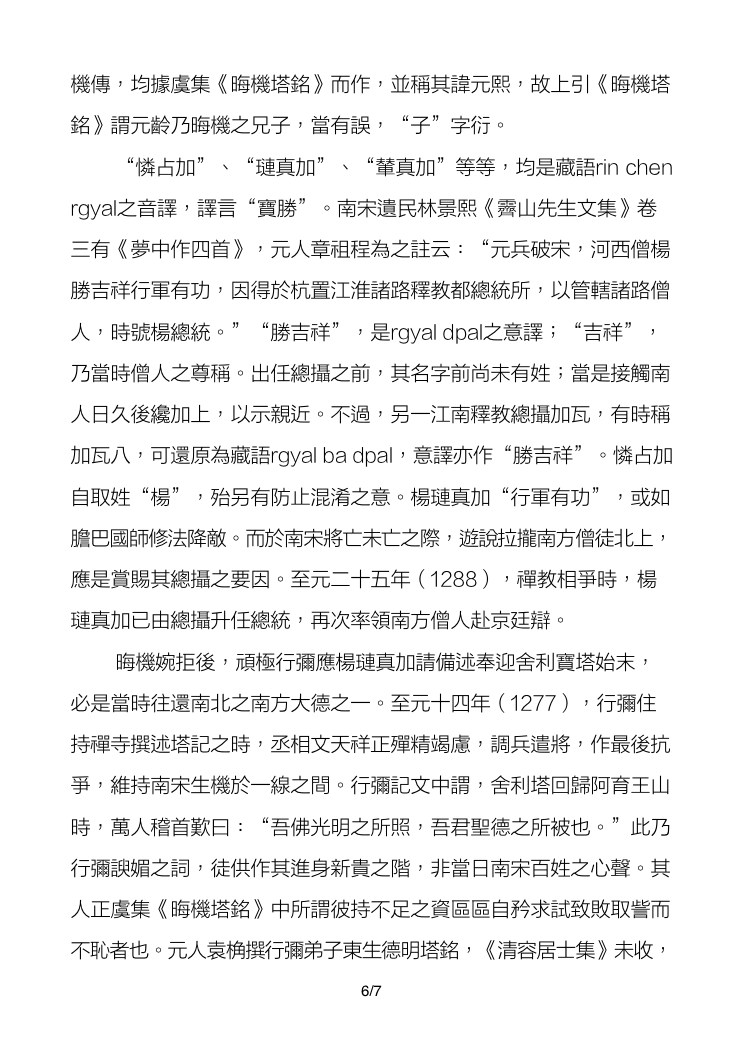 機傳，均據虞集《晦機塔銘》而作，並稱其諱元熙，故上引《晦機塔
銘》謂元齡乃晦機之兄子，當有誤，“子”字衍。
“憐占加”、“璉真加”、“輦真加”等等，均是藏語rin chen
rgyal之音譯，譯言“寶勝”。南宋遺民林景熙《霽山先生文集》卷
三有《夢中作四首》，元人章祖程為之註云：“元兵破宋，河西僧楊
勝吉祥行軍有功，因得於杭置江淮諸路釋教都總統所，以管轄諸路僧
人，時號楊總統。”“勝吉祥”，是rgyal dpal之意譯；“吉祥”，
乃當時僧人之尊稱。出任總攝之前，其名字前尚未有姓；當是接觸南
人日久後纔加上，以示親近。不過，另一江南釋教總攝加瓦，有時稱
加瓦八，可還原為藏語rgyal ba dpal，意譯亦作“勝吉祥”。憐占加
自取姓“楊”，殆另有防止混淆之意。楊璉真加“行軍有功”，或如
膽巴國師修法降敵。而於南宋將亡未亡之際，遊說拉攏南方僧徒北上，
應是賞賜其總攝之要因。至元二十五年（1288），禪教相爭時，楊
璉真加已由總攝升任總統，再次率領南方僧人赴京廷辯。
晦機婉拒後，頑極行彌應楊璉真加請備述奉迎舍利寶塔始末，
必是當時往還南北之南方大德之一。至元十四年（1277），行彌住
持禪寺撰述塔記之時，丞相文天祥正殫精竭慮，調兵遣將，作最後抗
爭，維持南宋生機於一線之間。行彌記文中謂，舍利塔回歸阿育王山
時，萬人稽首歎曰：“吾佛光明之所照，吾君聖德之所被也。”此乃
行彌諛媚之詞，徒供作其進身新貴之階，非當日南宋百姓之心聲。其
人正虞集《晦機塔銘》中所謂彼持不足之資區區自矜求試致敗取訾而
不恥者也。元人袁桷撰行彌弟子東生德明塔銘，《清容居士集》未收，
6/7